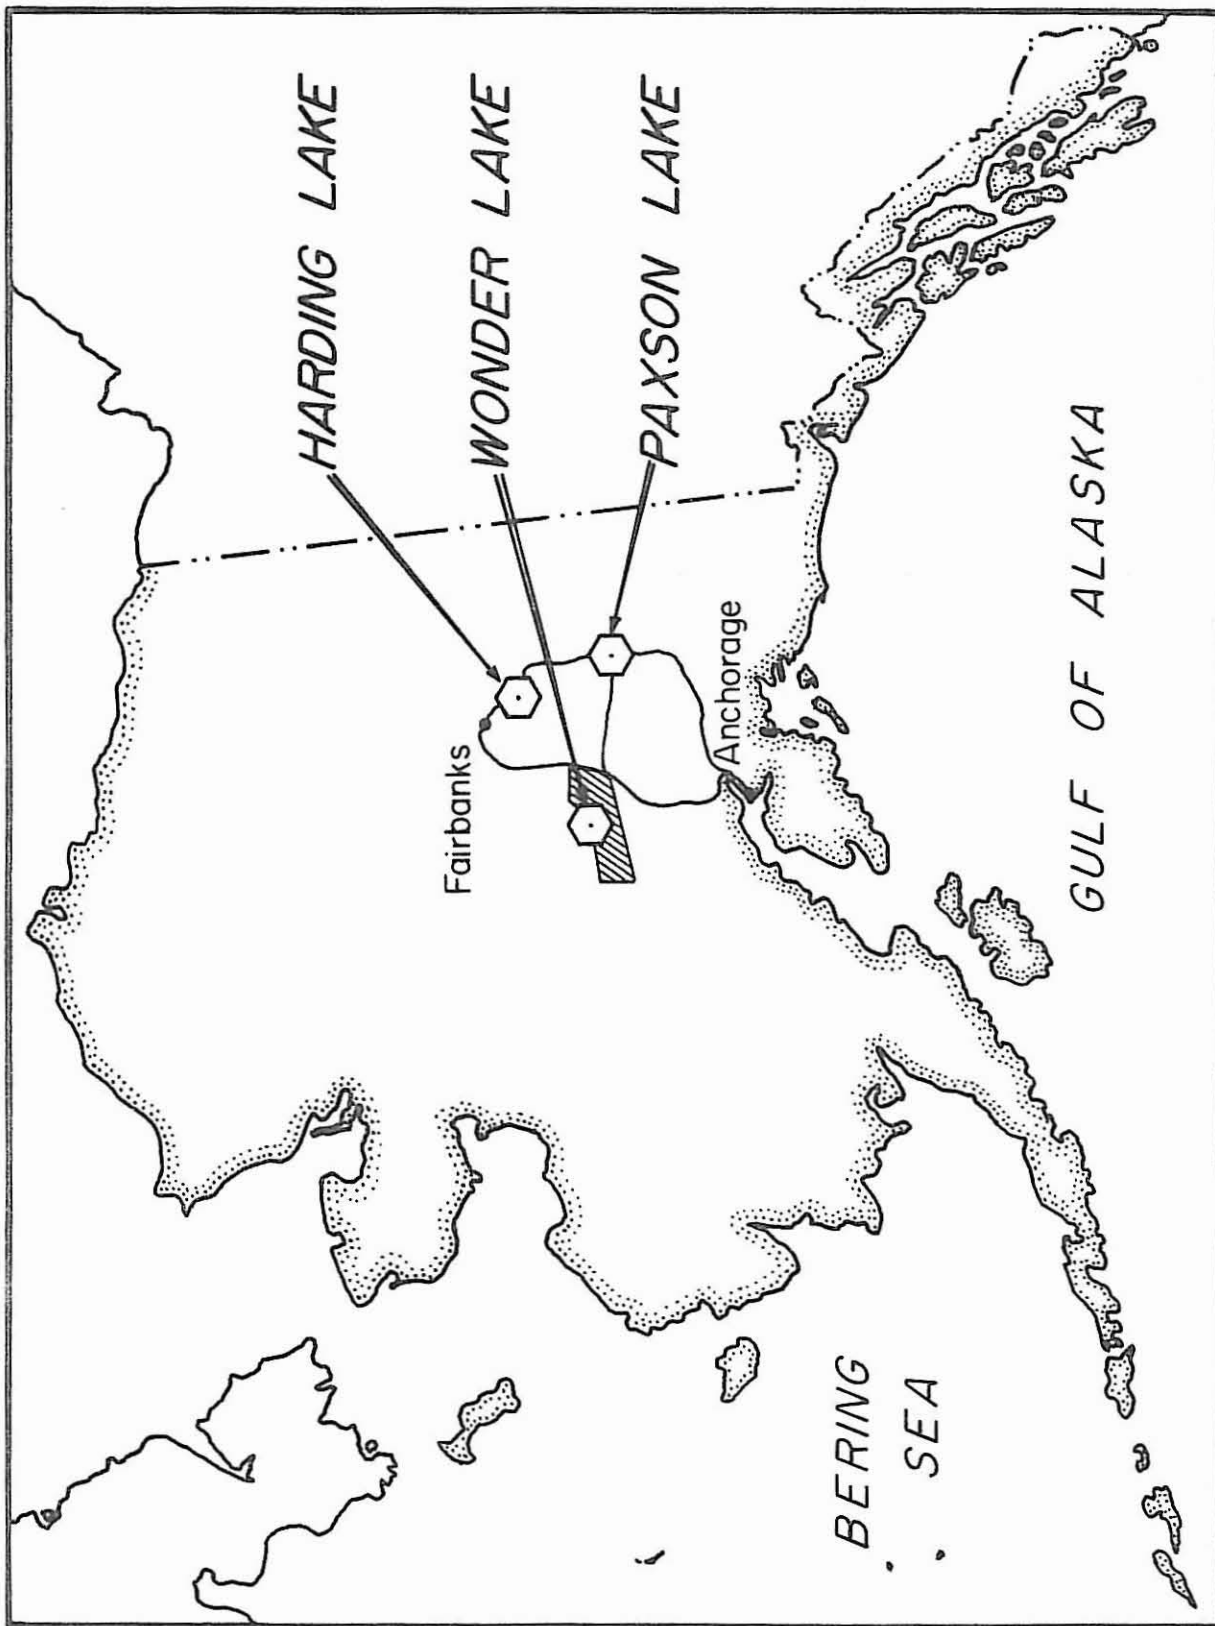 HARDING LAKE
WONDER LAKE
PAXSON LAKE
Fairbanks
Anchorage
GULF OF ALASKA
BERING
SEA